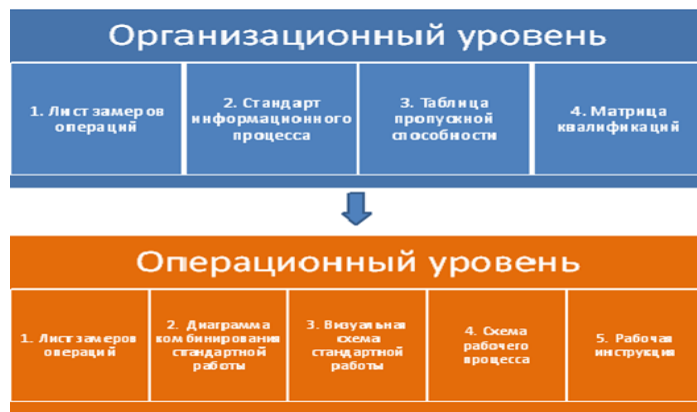 Организационный уровень
1. Лист замеров
операций
2. Стандарт
информационного
процесса
3. Таблица
пропускной
способности
4. Матрица
квалификаций
Операционный уровень
1. Лист замеров
операций
2. Диаграмма
комбинирования
стандартной
работы
3. Визуальная
схема
стандартной
работы
4. Схема
рабочего
процесса
5. Рабочая
инструкция